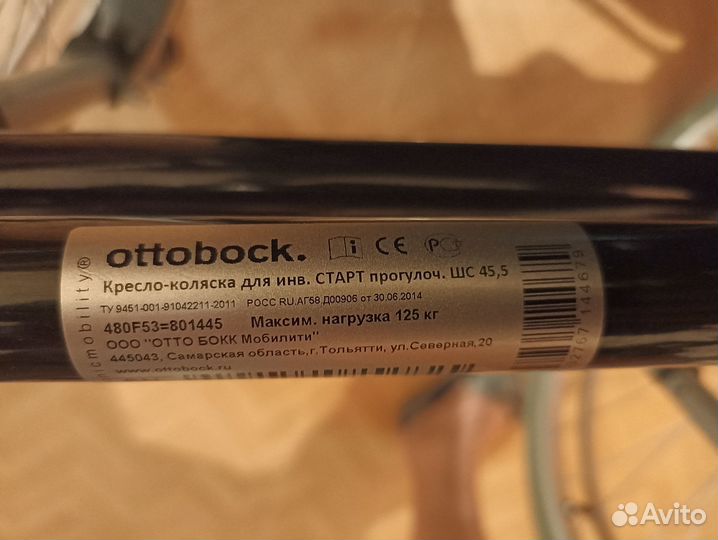 ottobock.
Кресло-коляска для инв. СТАРТ прогулоч. ШС 45,5
ТУ 9451-001-91042211-2011 РОСС RU.АГ58.Д00906 от 30.06.2014
480F53=801445 Максим. нагрузка 125 кг
ООО "ОТТО БОКК Мобилити"
445043, Самарская область,г.Тольятти, ул.Северная,20
www.ottobock.ru
mobility®
144679
Avito